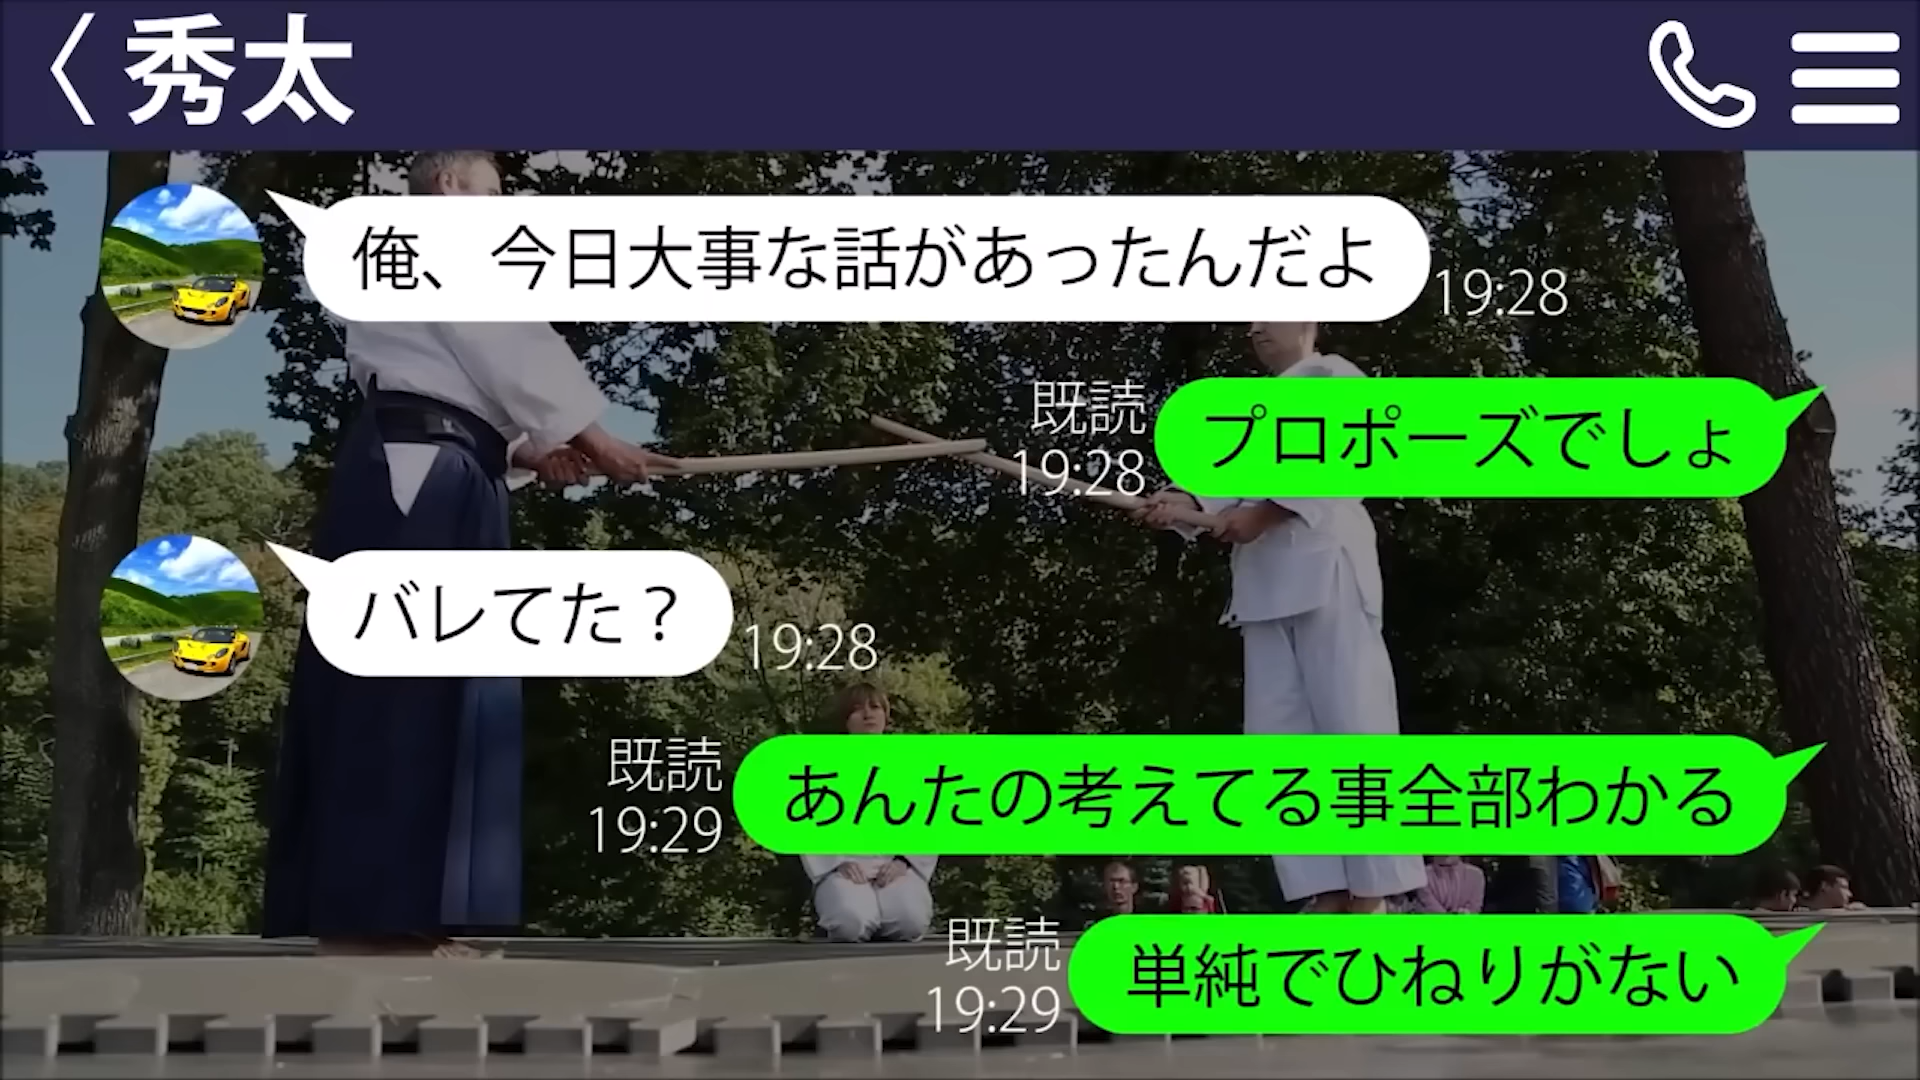 秀太
俺、今日大事な話があったんだよ
19:28
既読
19:28
プロポーズでしょ
バレてた？
19:28
既読
19:29
あんたの考えてる事全部わかる
既読
19:29
単純でひねりがない